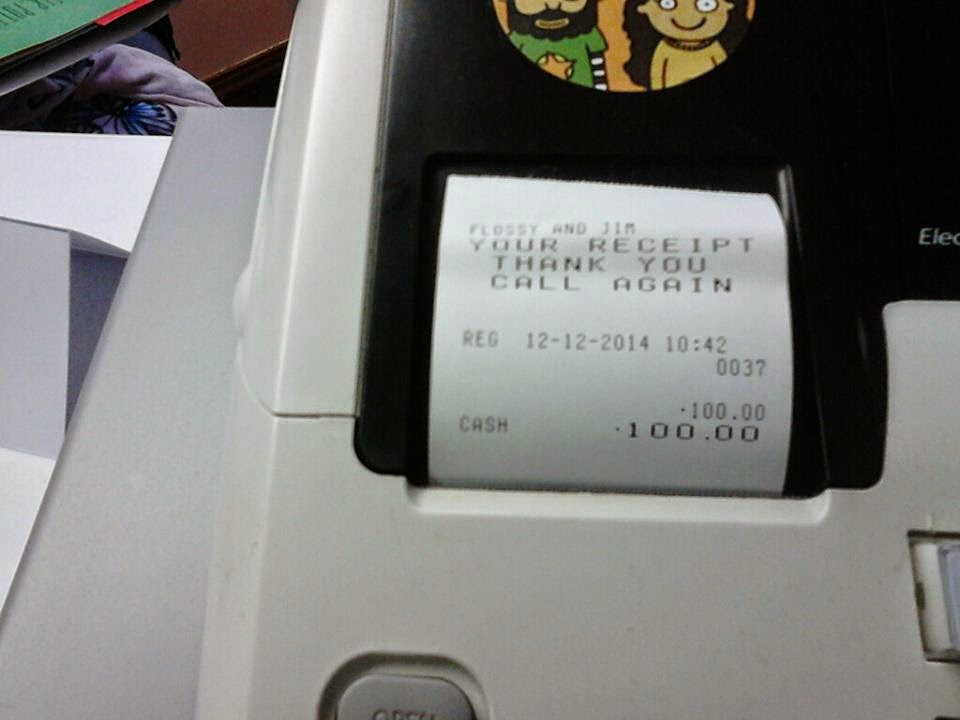 FLOSSY AND JIM
YOUR RECEIPT
THANK YOU
CALL AGAIN
REG 12-12-2014 10:42
0037
·100.00
CASH ·100.00
Elec
OPEN